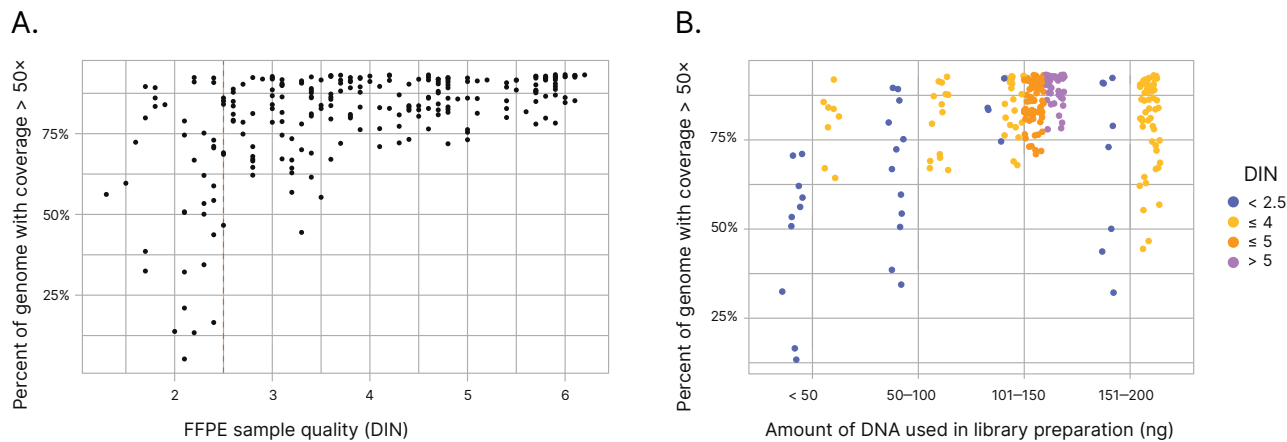 A.
Percent of genome with coverage > 50×
75%
50%
25%
2
3
4
5
6
FFPE sample quality (DIN)
B.
Percent of genome with coverage > 50×
75%
50%
25%
< 50
50–100
101–150
151–200
Amount of DNA used in library preparation (ng)
DIN
< 2.5
≤ 4
≤ 5
> 5